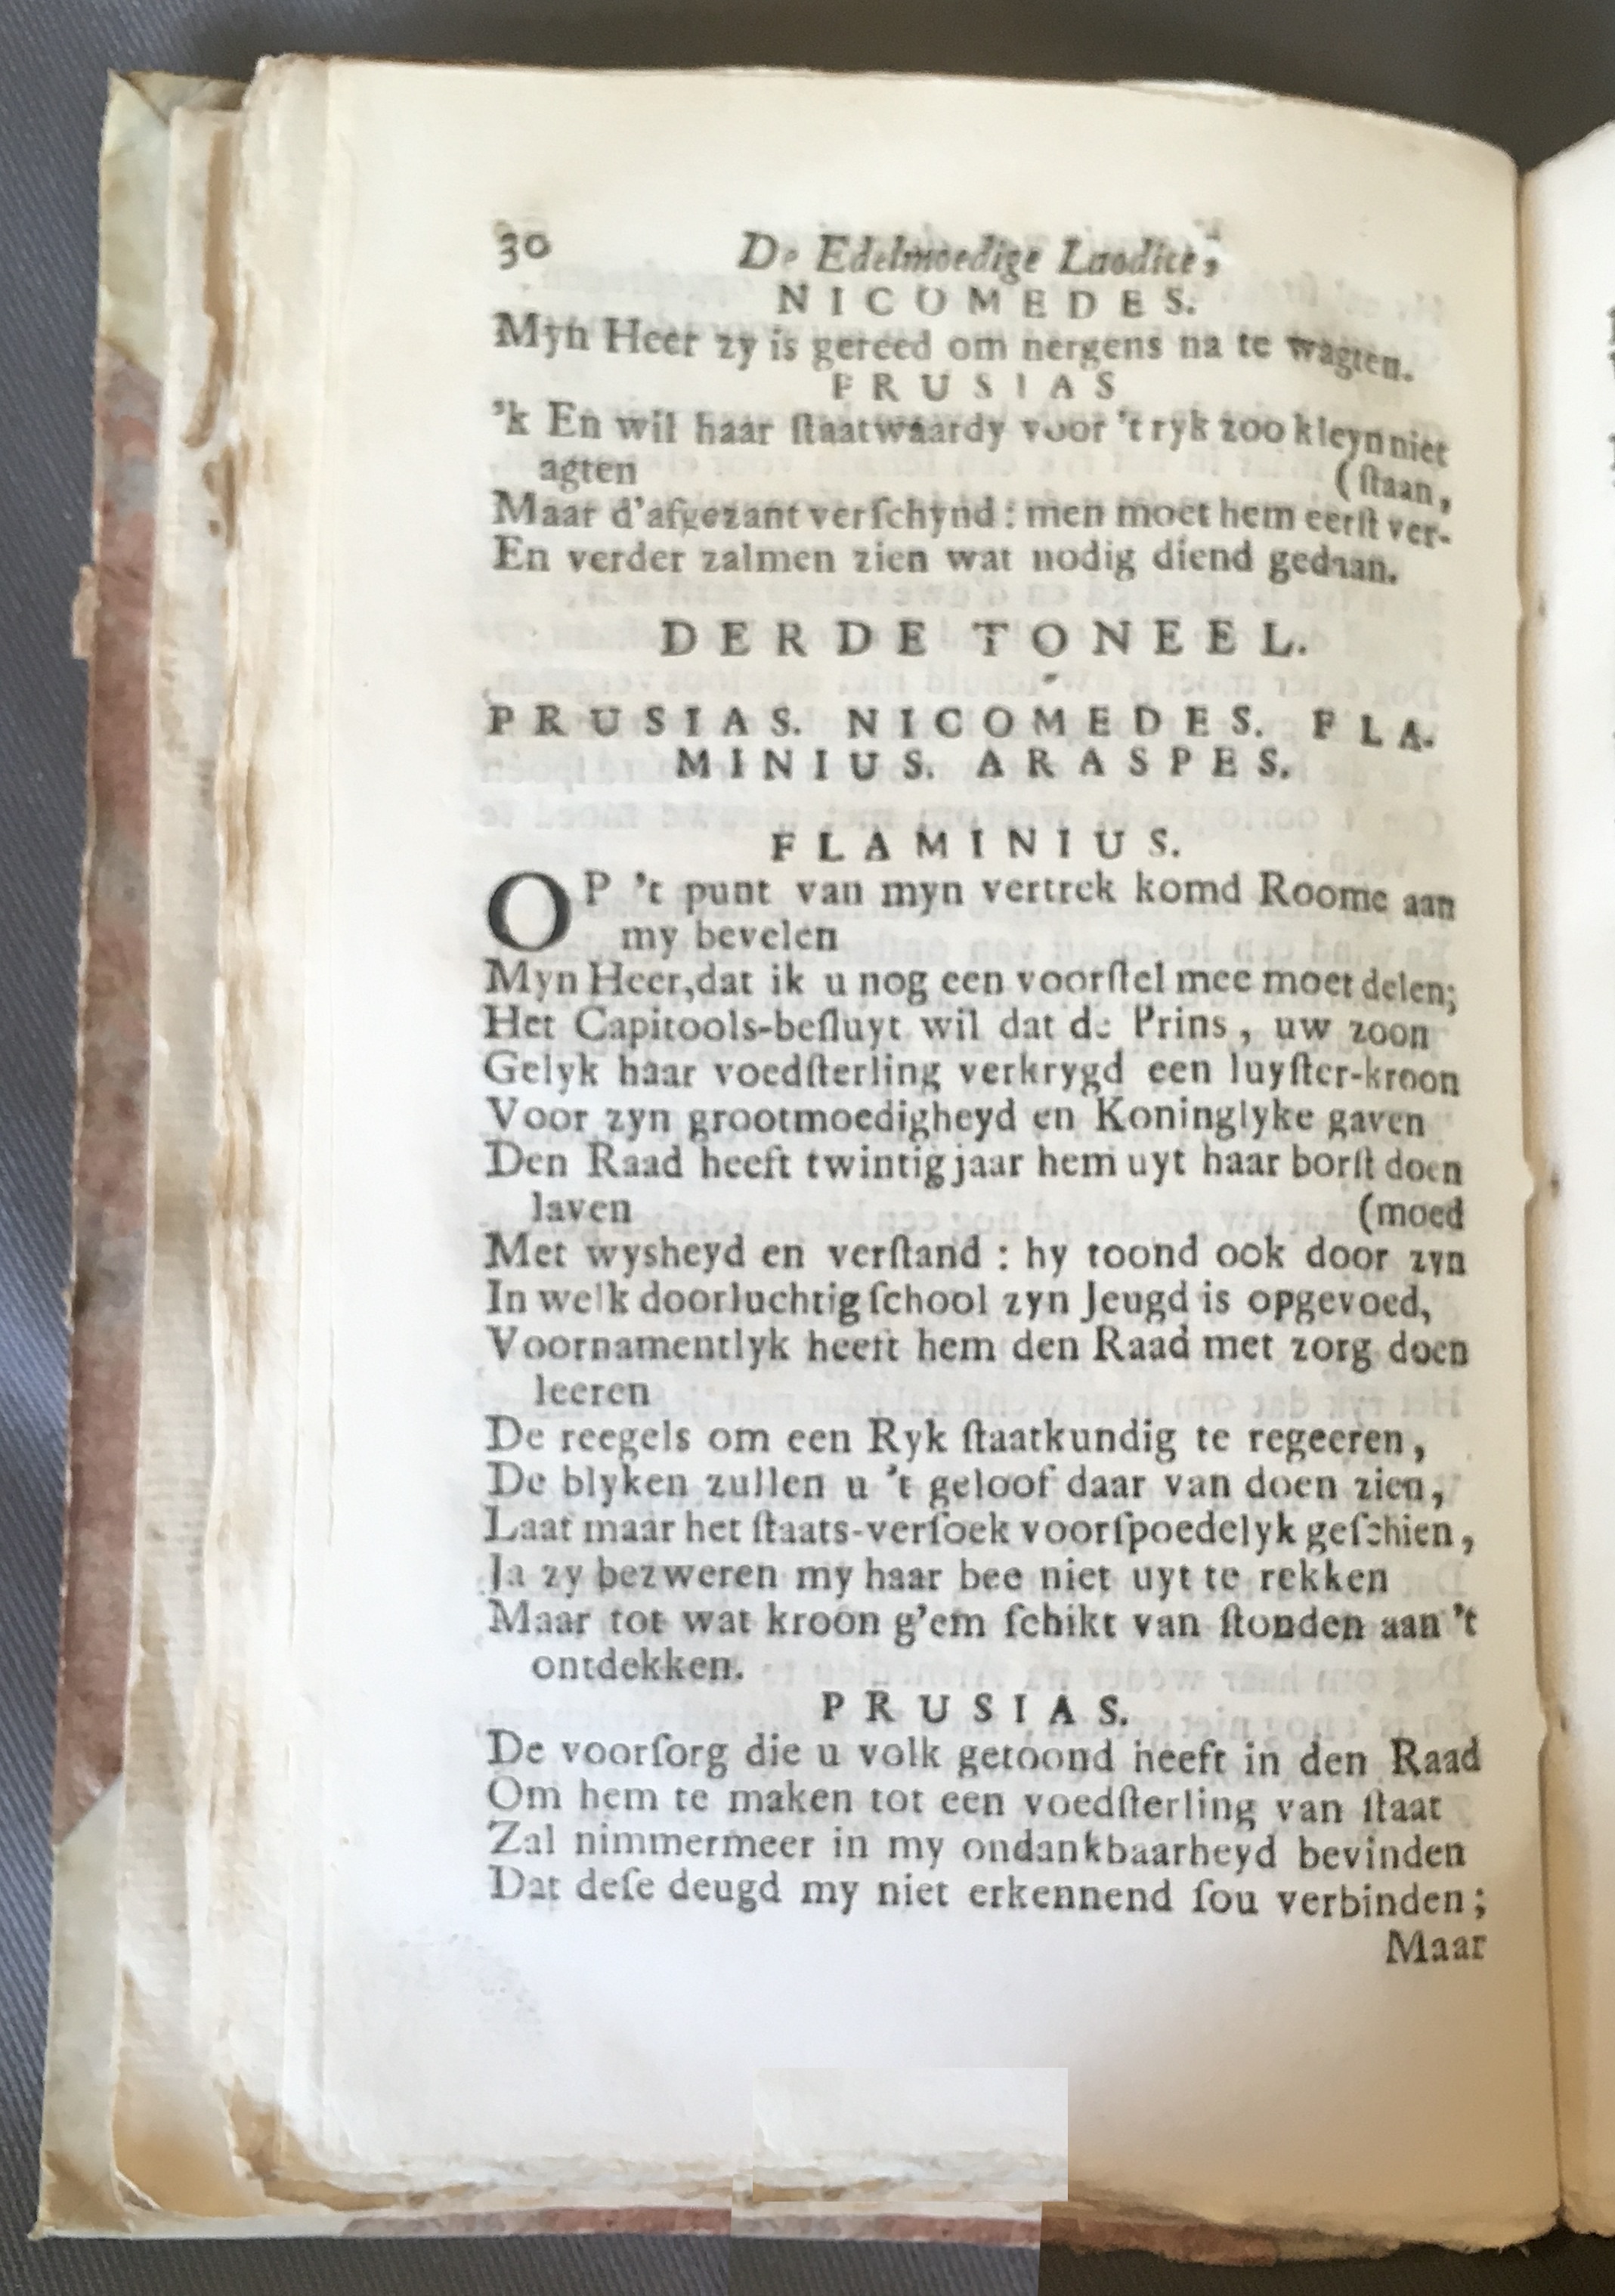 30 De Edelmoedige Laodice,
NICOMEDES.
Myn Heer zy is gereed om nergens na te wagten.
PRUSIAS
'k En wil haar ſtaatwaardy voor 't ryk zoo kleyn niet
agten (ſtaan,
Maar d'afgezant verſchynd: men moet hem eerſt ver-
En verder zalmen zien wat nodig diend gedaan.
DERDE TONEEL.
PRUSIAS. NICOMEDES. FLA-
MINIUS. ARASPES.
FLAMINIUS.
OP 't punt van myn vertrek komd Roome aan
my bevelen
Myn Heer, dat ik u nog een voorſtel mee moet delen;
Het Capitools-beſluyt wil dat de Prins, uw zoon
Gelyk haar voedſterling verkrygd een luyſter-kroon
Voor zyn grootmoedigheyd en Koninglyke gaven
Den Raad heeft twintig jaar hem uyt haar borſt doen
laven (moed
Met wysheyd en verſtand: hy toond ook door zyn
In welk doorluchtig ſchool zyn Jeugd is opgevoed,
Voornamentlyk heeft hem den Raad met zorg doen
leeren
De reegels om een Ryk ſtaatkundig te regeeren,
De blyken zullen u 't geloof daar van doen zien,
Laat maar het ſtaats-verſoek voorſpoedelyk geſchien,
Ja zy bezweren my haar bee niet uyt te rekken
Maar tot wat kroon g'em ſchikt van ſtonden aan 't
ontdekken.
PRUSIAS.
De voorſorg die u volk getoond heeft in den Raad
Om hem te maken tot een voedſterling van ſtaat
Zal nimmermeer in my ondankbaarheyd bevinden
Dat deſe deugd my niet erkennend ſou verbinden;
Maar